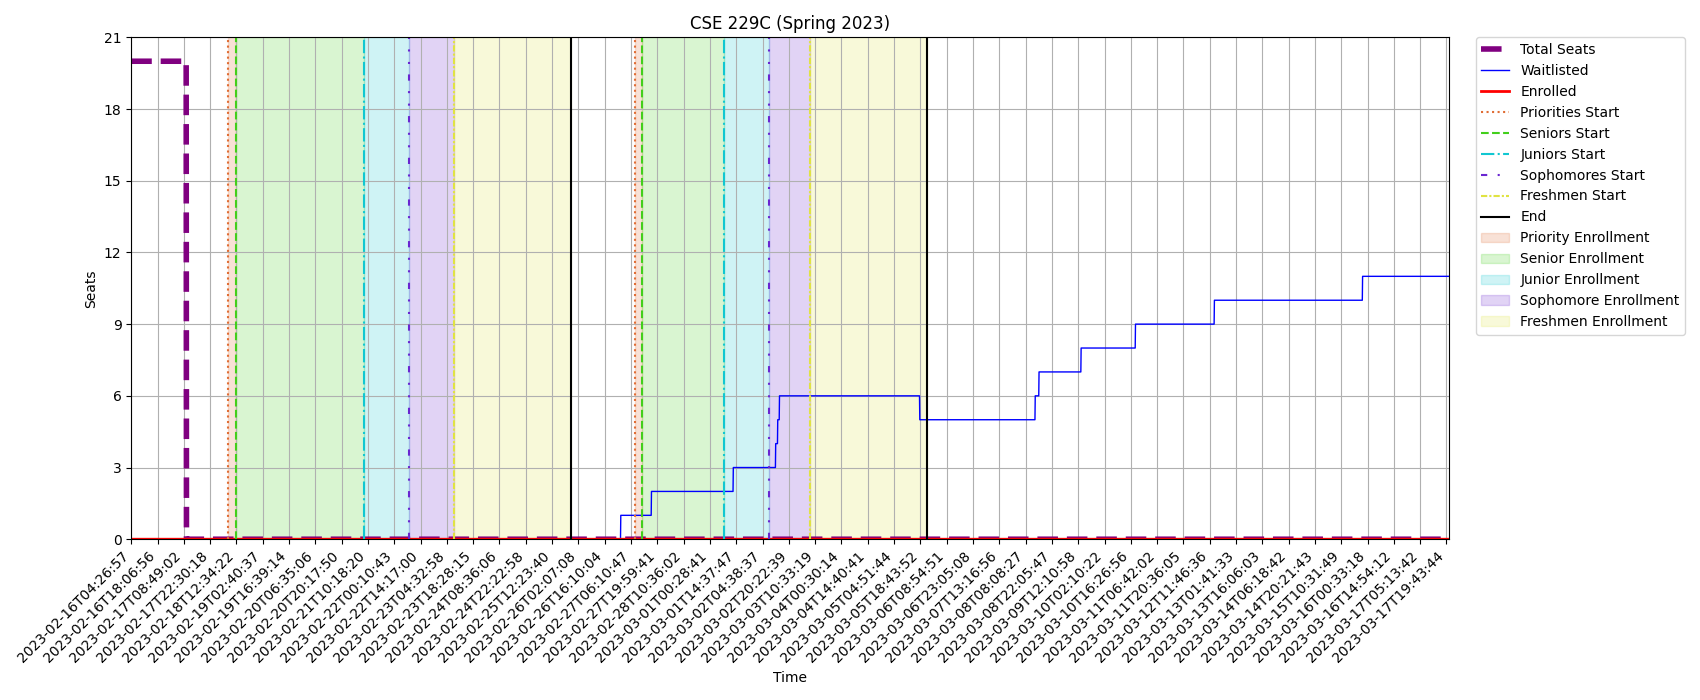 CSE 229C (Spring 2023)
Seats
21
18
15
12
9
6
3
0
2023-02-16T04:26:57
2023-02-16T18:06:56
2023-02-17T08:49:02
2023-02-17T22:30:18
2023-02-18T12:34:22
2023-02-19T02:40:37
2023-02-19T16:39:14
2023-02-20T06:35:06
2023-02-20T20:17:50
2023-02-21T10:18:20
2023-02-22T00:10:43
2023-02-22T14:17:00
2023-02-23T04:32:58
2023-02-23T18:28:15
2023-02-24T08:36:06
2023-02-24T22:22:58
2023-02-25T12:23:40
2023-02-26T02:07:08
2023-02-26T16:10:04
2023-02-27T06:10:47
2023-02-27T19:59:41
2023-02-28T10:36:02
2023-03-01T00:28:41
2023-03-01T14:37:47
2023-03-02T04:38:37
2023-03-02T20:22:39
2023-03-03T10:33:19
2023-03-04T00:30:14
2023-03-04T14:40:41
2023-03-05T04:51:44
2023-03-05T18:43:52
2023-03-06T08:54:51
2023-03-06T23:05:08
2023-03-07T13:16:56
2023-03-08T08:08:27
2023-03-08T22:05:47
2023-03-09T12:10:58
2023-03-10T02:10:22
2023-03-10T16:26:56
2023-03-11T06:42:02
2023-03-11T20:36:05
2023-03-12T11:46:36
2023-03-13T01:41:33
2023-03-13T16:06:03
2023-03-14T06:18:42
2023-03-14T20:21:43
2023-03-15T10:31:49
2023-03-16T00:33:18
2023-03-16T14:54:12
2023-03-17T05:13:42
2023-03-17T19:43:44
Time
Total Seats
Waitlisted
Enrolled
Priorities Start
Seniors Start
Juniors Start
Sophomores Start
Freshmen Start
End
Priority Enrollment
Senior Enrollment
Junior Enrollment
Sophomore Enrollment
Freshmen Enrollment